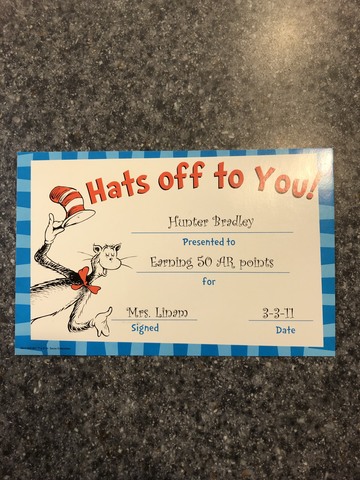 Hats off to You!
Hunter Bradley
Presented to
Earning 50 AR points
for
Mrs. Linam 3-3-11
Signed Date